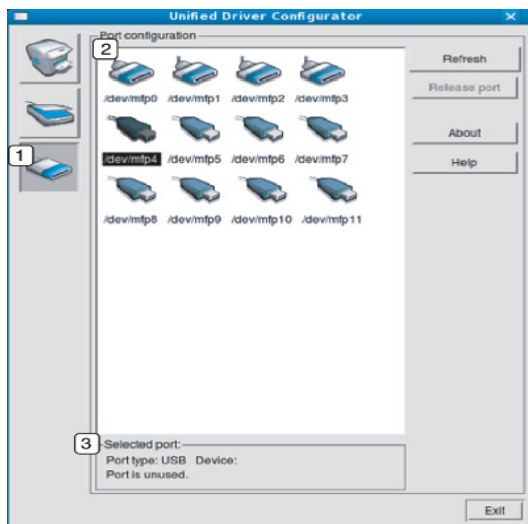 Unified Driver Configurator
2
Port configuration
Refresh
Release port
/dev/mfp0 /dev/mfp1 /dev/mfp2 /dev/mfp3
About
1
/dev/mfp4 /dev/mfp5 /dev/mfp6 /dev/mfp7
Help
/dev/mfp8 /dev/mfp9 /dev/mfp10 /dev/mfp11
3
Selected port:
Port type: USB Device:
Port is unused.
Exit